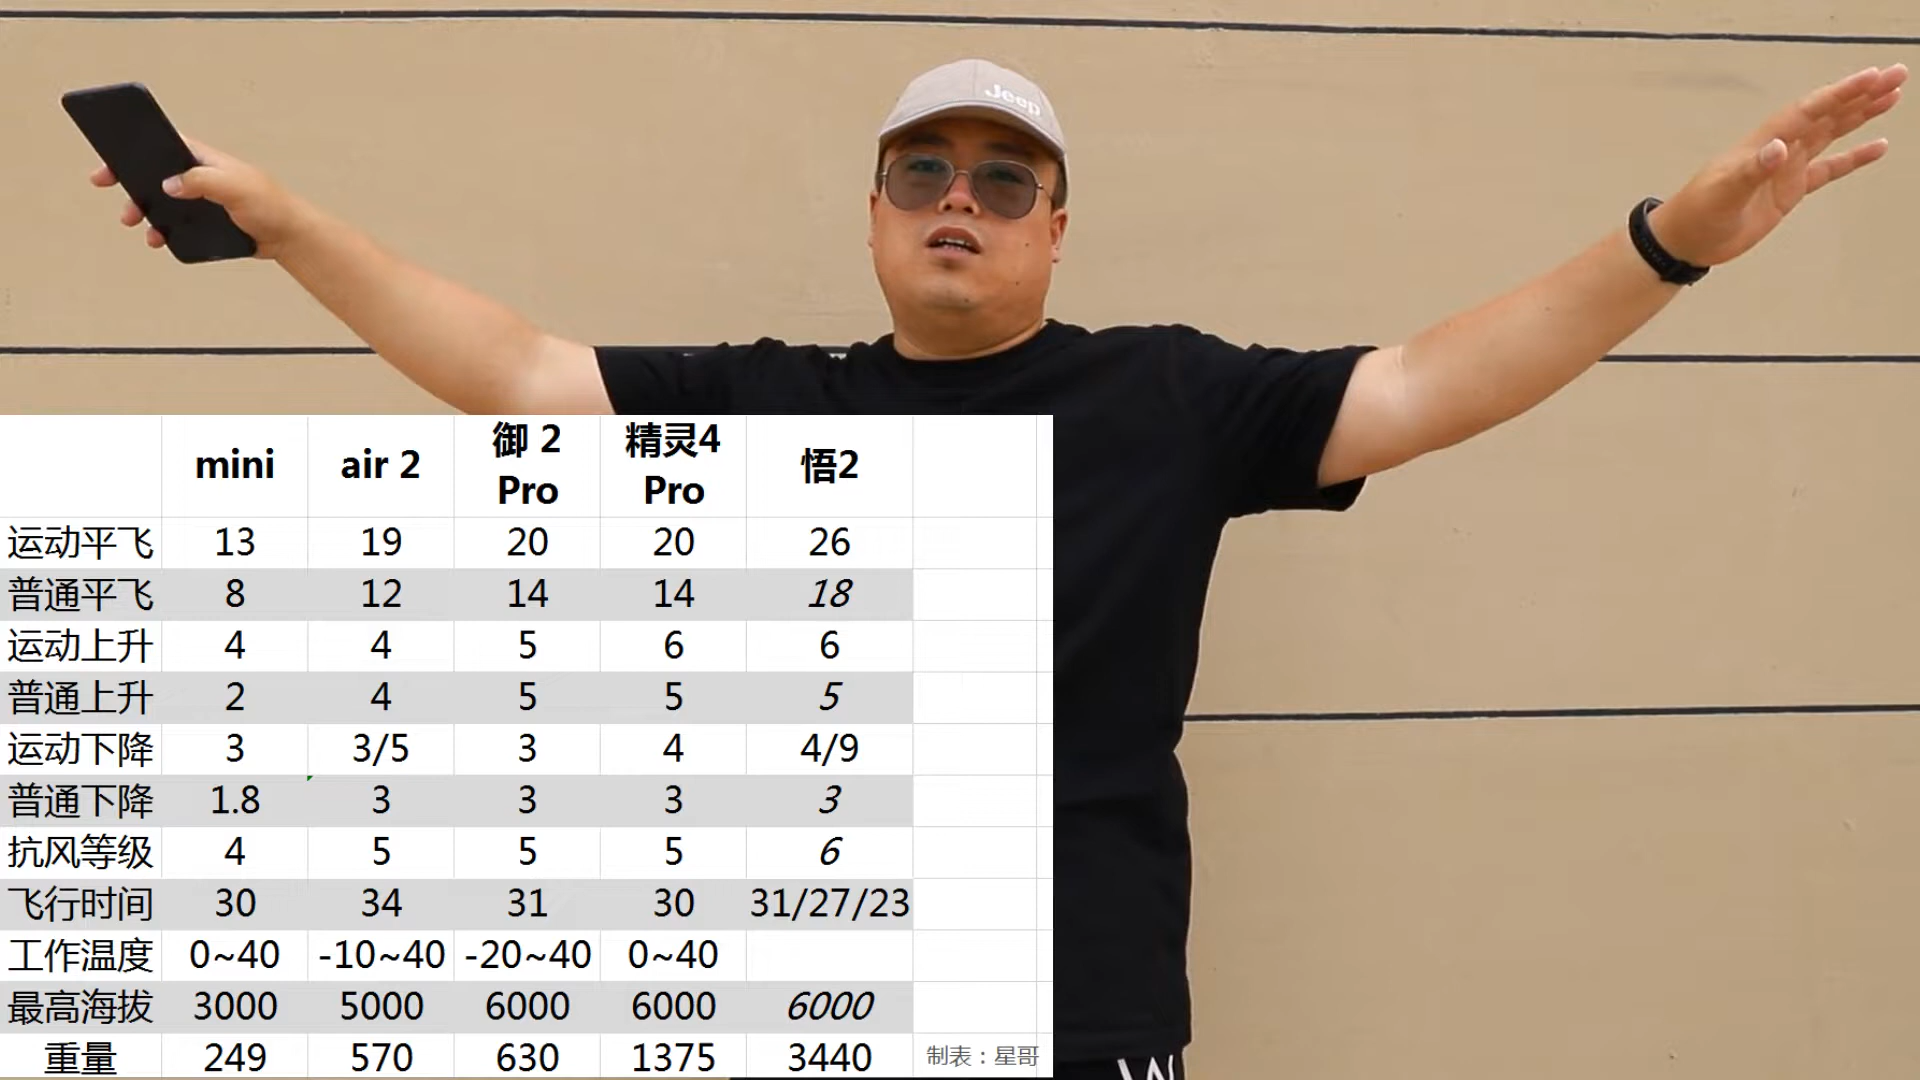 Jeep
mini air 2 御 2 Pro 精灵4 Pro 悟2
运动平飞 13 19 20 20 26
普通平飞 8 12 14 14 18
运动上升 4 4 5 6 6
普通上升 2 4 5 5 5
运动下降 3 3/5 3 4 4/9
普通下降 1.8 3 3 3 3
抗风等级 4 5 5 5 6
飞行时间 30 34 31 30 31/27/23
工作温度 0~40 -10~40 -20~40 0~40
最高海拔 3000 5000 6000 6000 6000
重量 249 570 630 1375 3440 制表：星哥